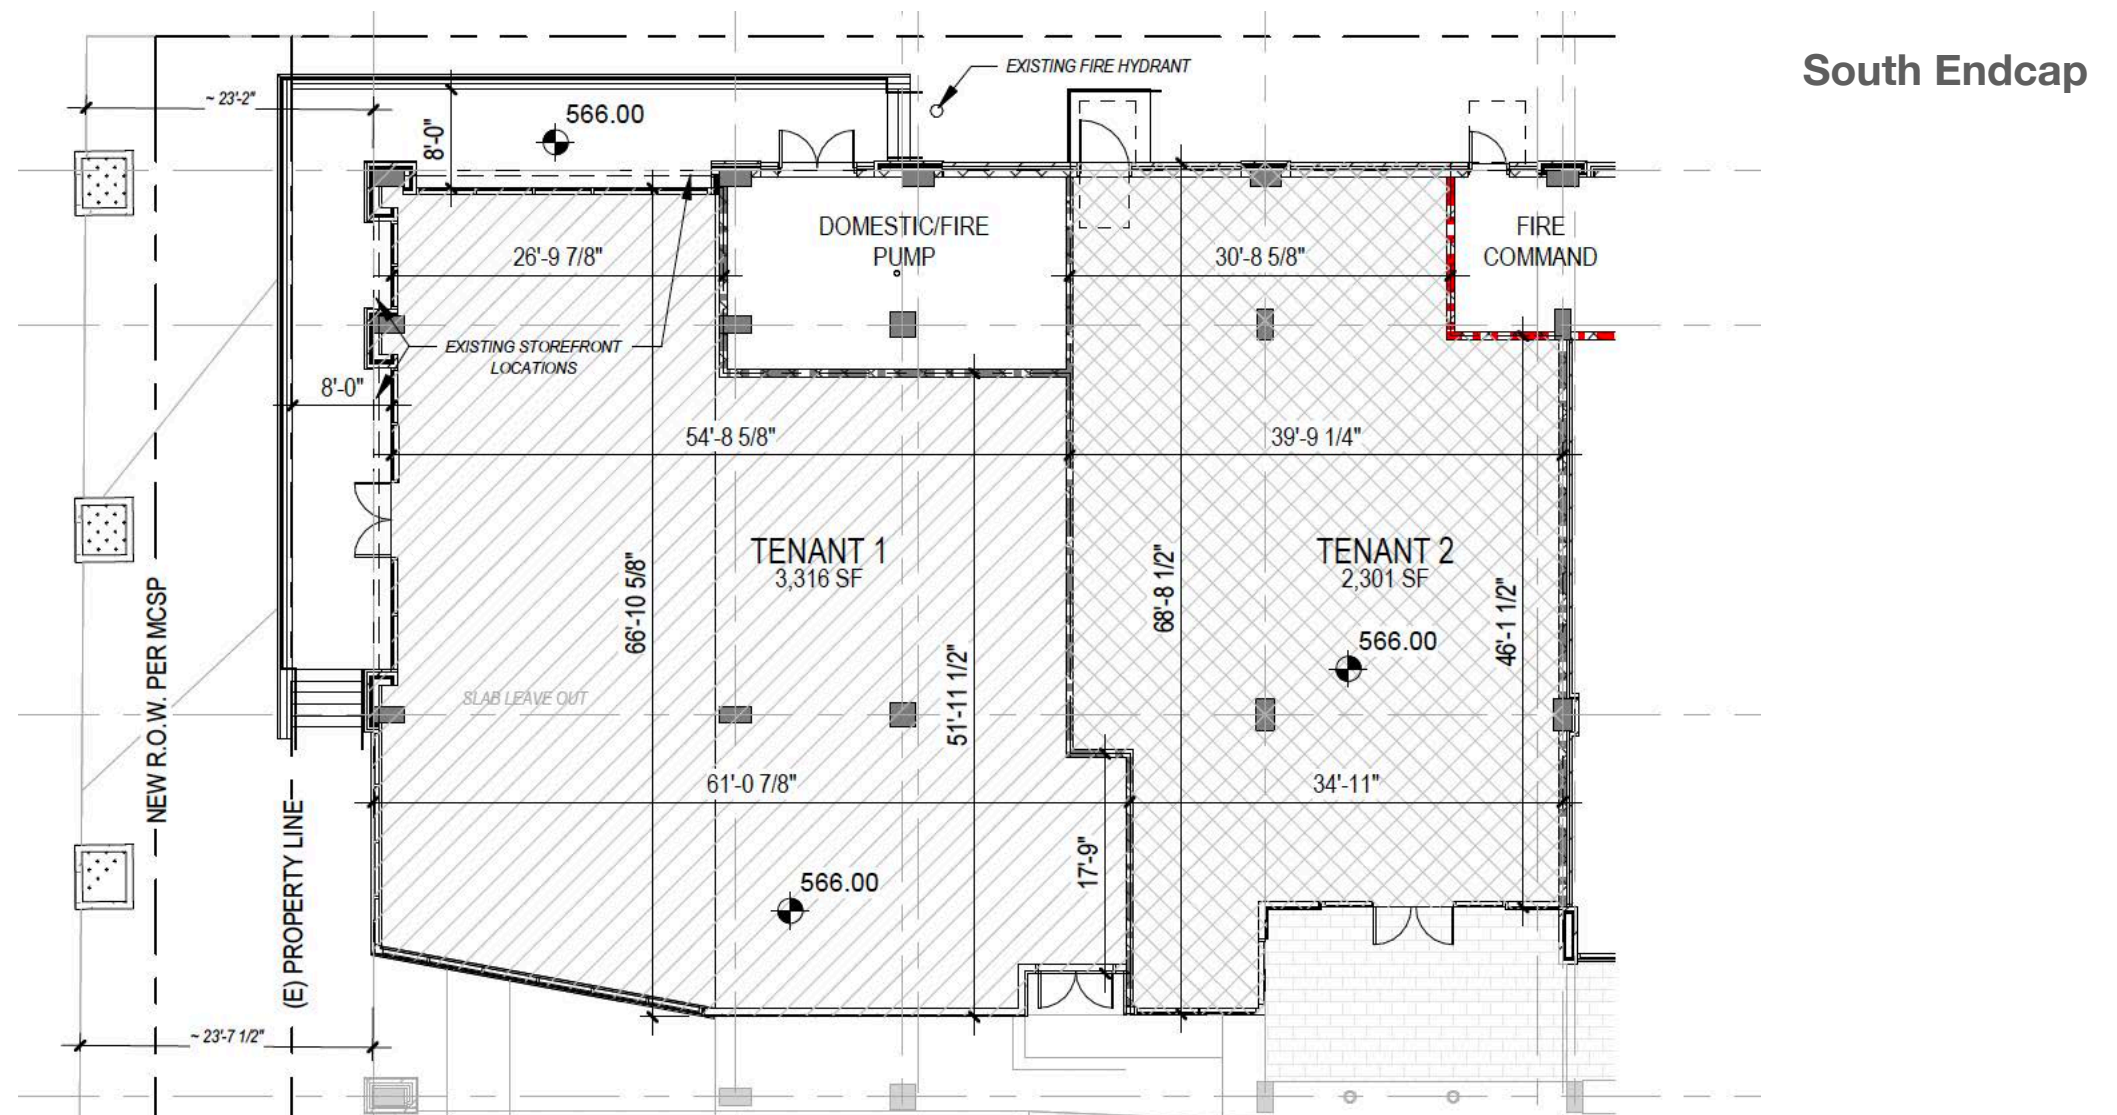 South Endcap
EXISTING FIRE HYDRANT
~ 23'-2"
566.00
8'-0"
DOMESTIC/FIRE
PUMP
FIRE
COMMAND
26'-9 7/8"
30'-8 5/8"
EXISTING STOREFRONT
LOCATIONS
8'-0"
54'-8 5/8"
39'-9 1/4"
TENANT 1
3,316 SF
TENANT 2
2,301 SF
66'-10 5/8"
68'-8 1/2"
46'-1 1/2"
566.00
51'-11 1/2"
SLAB LEAVE OUT
NEW R.O.W. PER MCSP
61'-0 7/8"
34'-11"
(E) PROPERTY LINE
17'-9"
566.00
~ 23'-7 1/2"